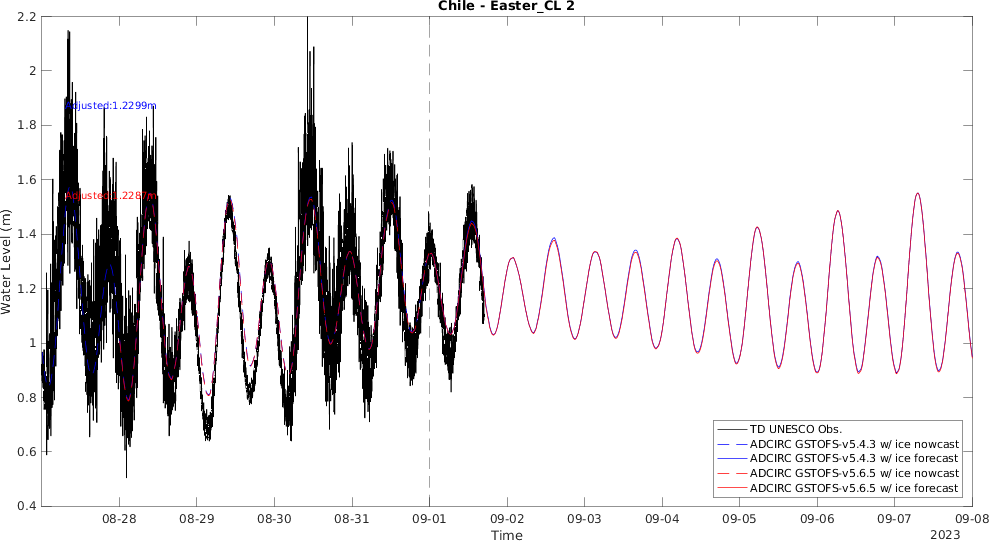 Chile - Easter_CL 2
2.2
2
1.8
1.6
1.4
1.2
1
0.8
0.6
0.4
Water Level (m)
Adjusted:1.2299m
Adjusted:1.2287m
TD UNESCO Obs.
ADCIRC GSTOFS-v5.4.3 w/ ice nowcast
ADCIRC GSTOFS-v5.4.3 w/ ice forecast
ADCIRC GSTOFS-v5.6.5 w/ ice nowcast
ADCIRC GSTOFS-v5.6.5 w/ ice forecast
08-28 08-29 08-30 08-31 09-01 09-02 09-03 09-04 09-05 09-06 09-07 09-08
Time
2023